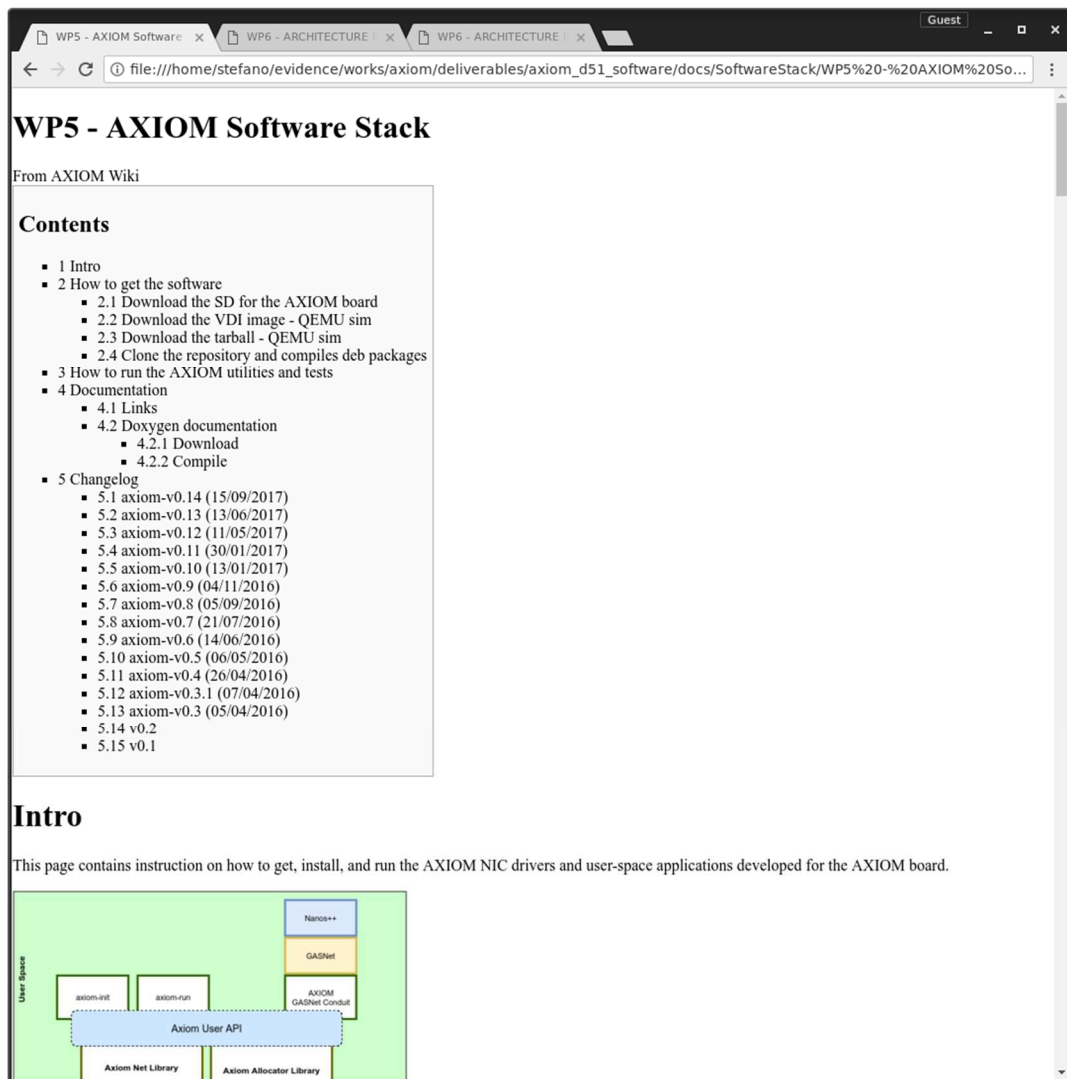 Guest
WP5 - AXIOM Software
WP6 - ARCHITECTURE
WP6 - ARCHITECTURE
file:///home/stefano/evidence/works/axiom/deliverables/axiom_d51_software/docs/SoftwareStack/WP5%20-%20AXIOM%20So...
WP5 - AXIOM Software Stack
From AXIOM Wiki
Contents
1 Intro
2 How to get the software
2.1 Download the SD for the AXIOM board
2.2 Download the VDI image - QEMU sim
2.3 Download the tarball - QEMU sim
2.4 Clone the repository and compiles deb packages
3 How to run the AXIOM utilities and tests
4 Documentation
4.1 Links
4.2 Doxygen documentation
4.2.1 Download
4.2.2 Compile
5 Changelog
5.1 axiom-v0.14 (15/09/2017)
5.2 axiom-v0.13 (13/06/2017)
5.3 axiom-v0.12 (11/05/2017)
5.4 axiom-v0.11 (30/01/2017)
5.5 axiom-v0.10 (13/01/2017)
5.6 axiom-v0.9 (04/11/2016)
5.7 axiom-v0.8 (05/09/2016)
5.8 axiom-v0.7 (21/07/2016)
5.9 axiom-v0.6 (14/06/2016)
5.10 axiom-v0.5 (06/05/2016)
5.11 axiom-v0.4 (26/04/2016)
5.12 axiom-v0.3.1 (07/04/2016)
5.13 axiom-v0.3 (05/04/2016)
5.14 v0.2
5.15 v0.1
Intro
This page contains instruction on how to get, install, and run the AXIOM NIC drivers and user-space applications developed for the AXIOM board.
User Space
Nanos++
GASNet
axiom-init
axiom-run
AXIOM
GASNet Conduit
Axiom User API
Axiom Net Library
Axiom Allocator Library